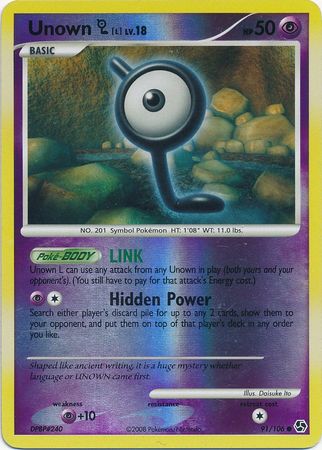 Unown [L] LV.18 HP 50
BASIC
NO. 201 Symbol Pokémon HT: 1'08" WT: 11.0 lbs.
Poké-BODY LINK
Unown L can use any attack from any Unown in play (both yours and your
opponent's). (You still have to pay for that attack's Energy cost.)
Hidden Power
Search either player's discard pile for up to 2 cards, show them to
your opponent, and put them on top of that player's deck in any order
you like.
Shaped like ancient writing, it is a huge mystery whether
language or UNOWN came first.
Illus. Daisuke Ito
weakness resistance retreat cost
+10
DPBP#240 ©2008 Pokémon/Nintendo 91/106